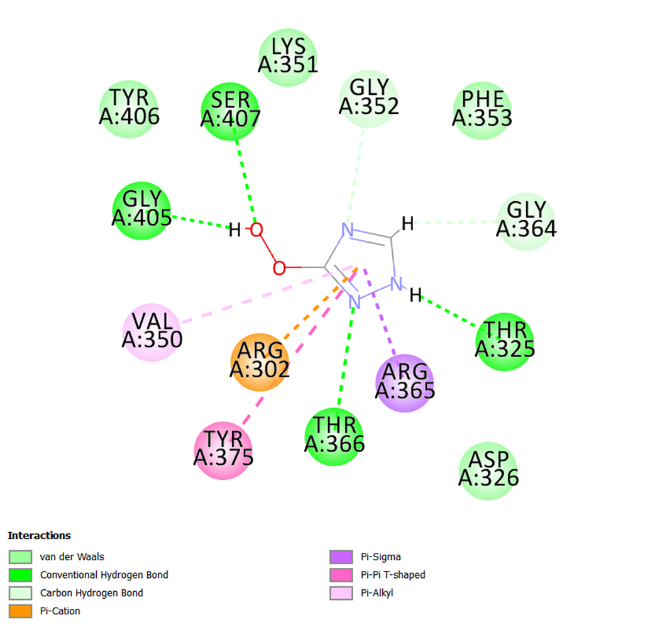 LYS
A:351
TYR
A:406
SER
A:407
GLY
A:352
PHE
A:353
GLY
A:405
H
O
N
H
GLY
A:364
O
N
H
N
VAL
A:350
ARG
A:302
THR
A:325
ARG
A:365
TYR
A:375
THR
A:366
ASP
A:326
Interactions
van der Waals
Conventional Hydrogen Bond
Carbon Hydrogen Bond
Pi-Cation
Pi-Sigma
Pi-Pi T-shaped
Pi-Alkyl